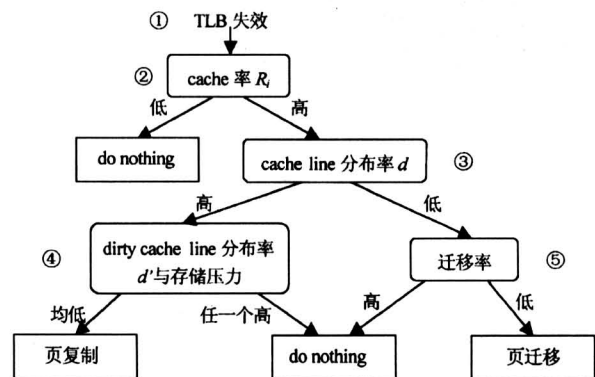 ① TLB 失效
② cache 率 Rᵢ
低 高
do nothing cache line 分布率 d ③
高 低
④ dirty cache line 分布率 迁移率 ⑤
d′与存储压力
均低 任一个高 高 低
页复制 do nothing 页迁移